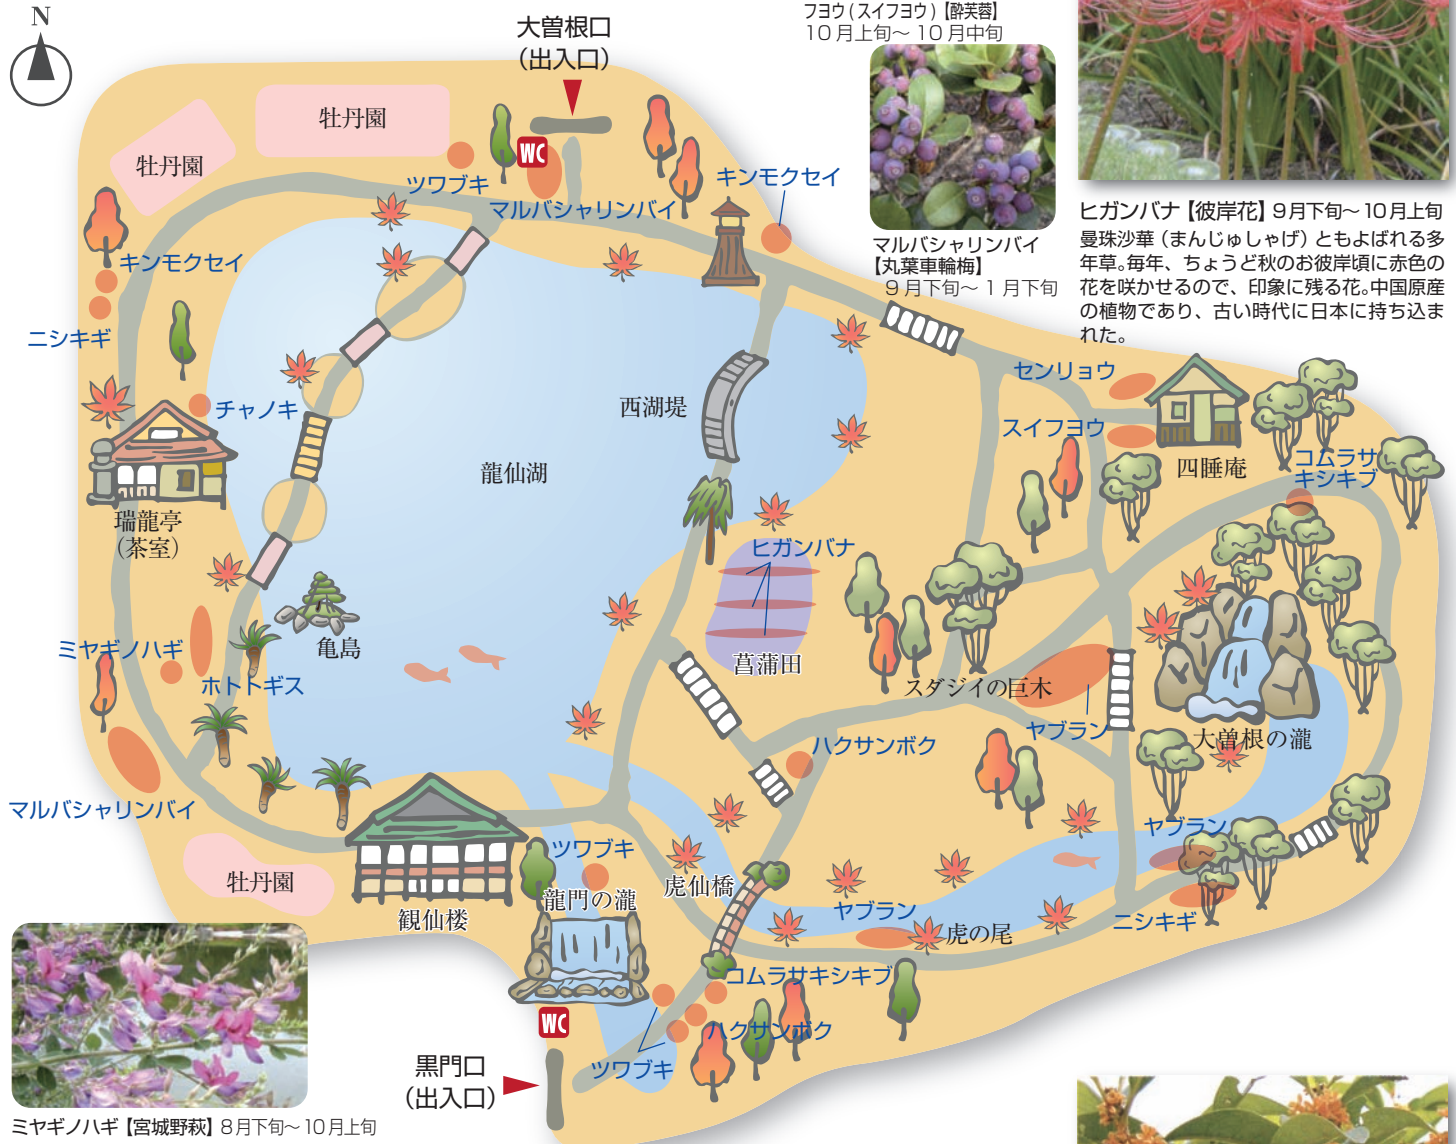 N
大曽根口
（出入口）
フヨウ(スイフヨウ)【酔芙蓉】
10月上旬～10月中旬
マルバシャリンバイ
【丸葉車輪梅】
9月下旬～1月下旬
ヒガンバナ【彼岸花】9月下旬～10月上旬
曼珠沙華（まんじゅしゃげ）ともよばれる多
年草。毎年、ちょうど秋のお彼岸頃に赤色の
花を咲かせるので、印象に残る花。中国原産
の植物であり、古い時代に日本に持ち込ま
れた。
牡丹園
牡丹園
WC
ツワブキ
マルバシャリンバイ
キンモクセイ
キンモクセイ
ニシキギ
チャノキ
瑞龍亭
（茶室）
龍仙湖
西湖堤
センリョウ
スイフヨウ
四睡庵
コムラサ
キシキブ
ヒガンバナ
菖蒲田
亀島
ミヤギノハギ
ホトトギス
スダジイの巨木
ヤブラン
大曽根の瀧
ハクサンボク
マルバシャリンバイ
牡丹園
観仙楼
ツワブキ
龍門の瀧
虎仙橋
ヤブラン
虎の尾
ヤブラン
ニシキギ
コムラサキシキブ
ハクサンボク
ツワブキ
WC
黒門口
（出入口）
ミヤギノハギ【宮城野萩】8月下旬～10月上旬